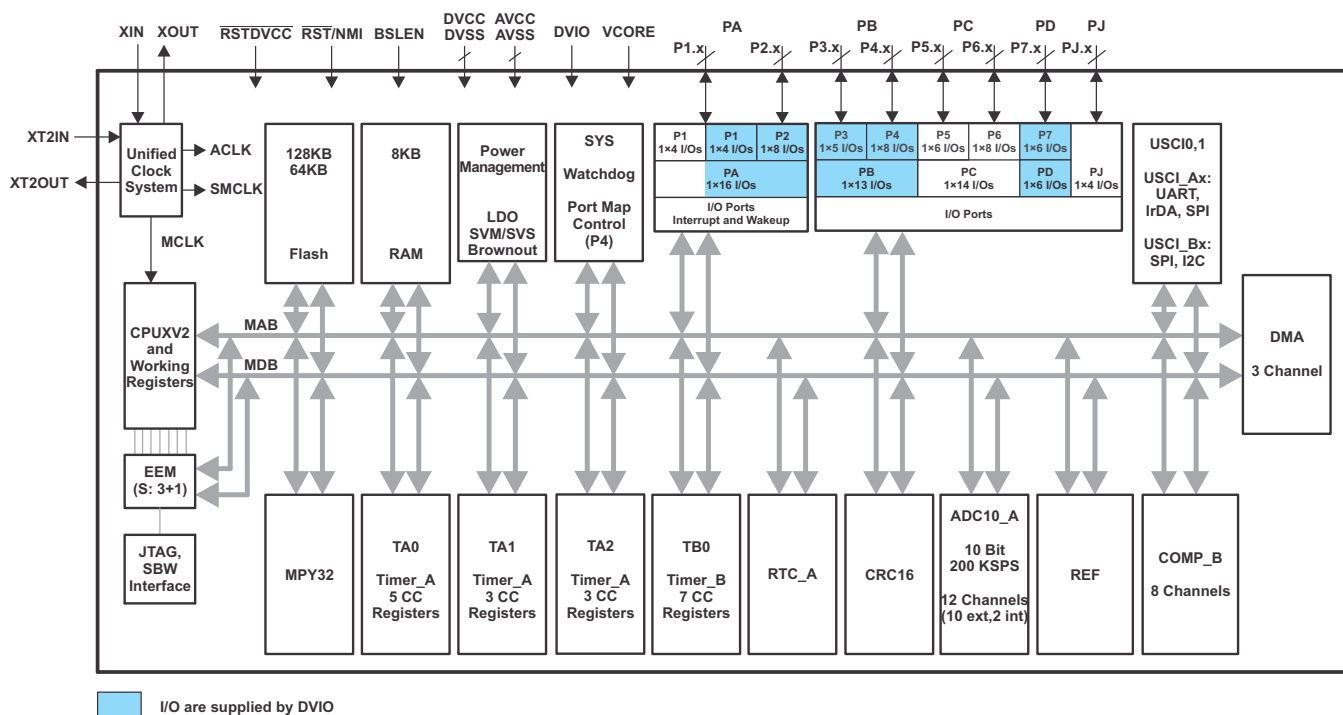 XIN XOUT RSTDVCC RST/NMI BSLEN DVCC DVSS AVCC AVSS DVIO VCORE
PA PB PC PD PJ
P1.x P2.x P3.x P4.x P5.x P6.x P7.x PJ.x
XT2IN
XT2OUT
Unified
Clock
System
ACLK
SMCLK
MCLK
128KB
64KB
Flash
8KB
RAM
Power
Management
LDO
SVM/SVS
Brownout
SYS
Watchdog
Port Map
Control
(P4)
P1
1×4 I/Os
P1
1×4 I/Os
P2
1×8 I/Os
PA
1×16 I/Os
I/O Ports
Interrupt and Wakeup
P3
1×5 I/Os
P4
1×8 I/Os
P5
1×6 I/Os
P6
1×8 I/Os
P7
1×6 I/Os
PB
1×13 I/Os
PC
1×14 I/Os
PD
1×6 I/Os
PJ
1×4 I/Os
I/O Ports
USCI0,1
USCI_Ax:
UART,
IrDA, SPI
USCI_Bx:
SPI, I2C
CPUXV2
and
Working
Registers
MAB
MDB
DMA
3 Channel
EEM
(S: 3+1)
JTAG,
SBW
Interface
MPY32
TA0
Timer_A
5 CC
Registers
TA1
Timer_A
3 CC
Registers
TA2
Timer_A
3 CC
Registers
TB0
Timer_B
7 CC
Registers
RTC_A
CRC16
ADC10_A
10 Bit
200 KSPS
12 Channels
(10 ext,2 int)
REF
COMP_B
8 Channels
I/O are supplied by DVIO